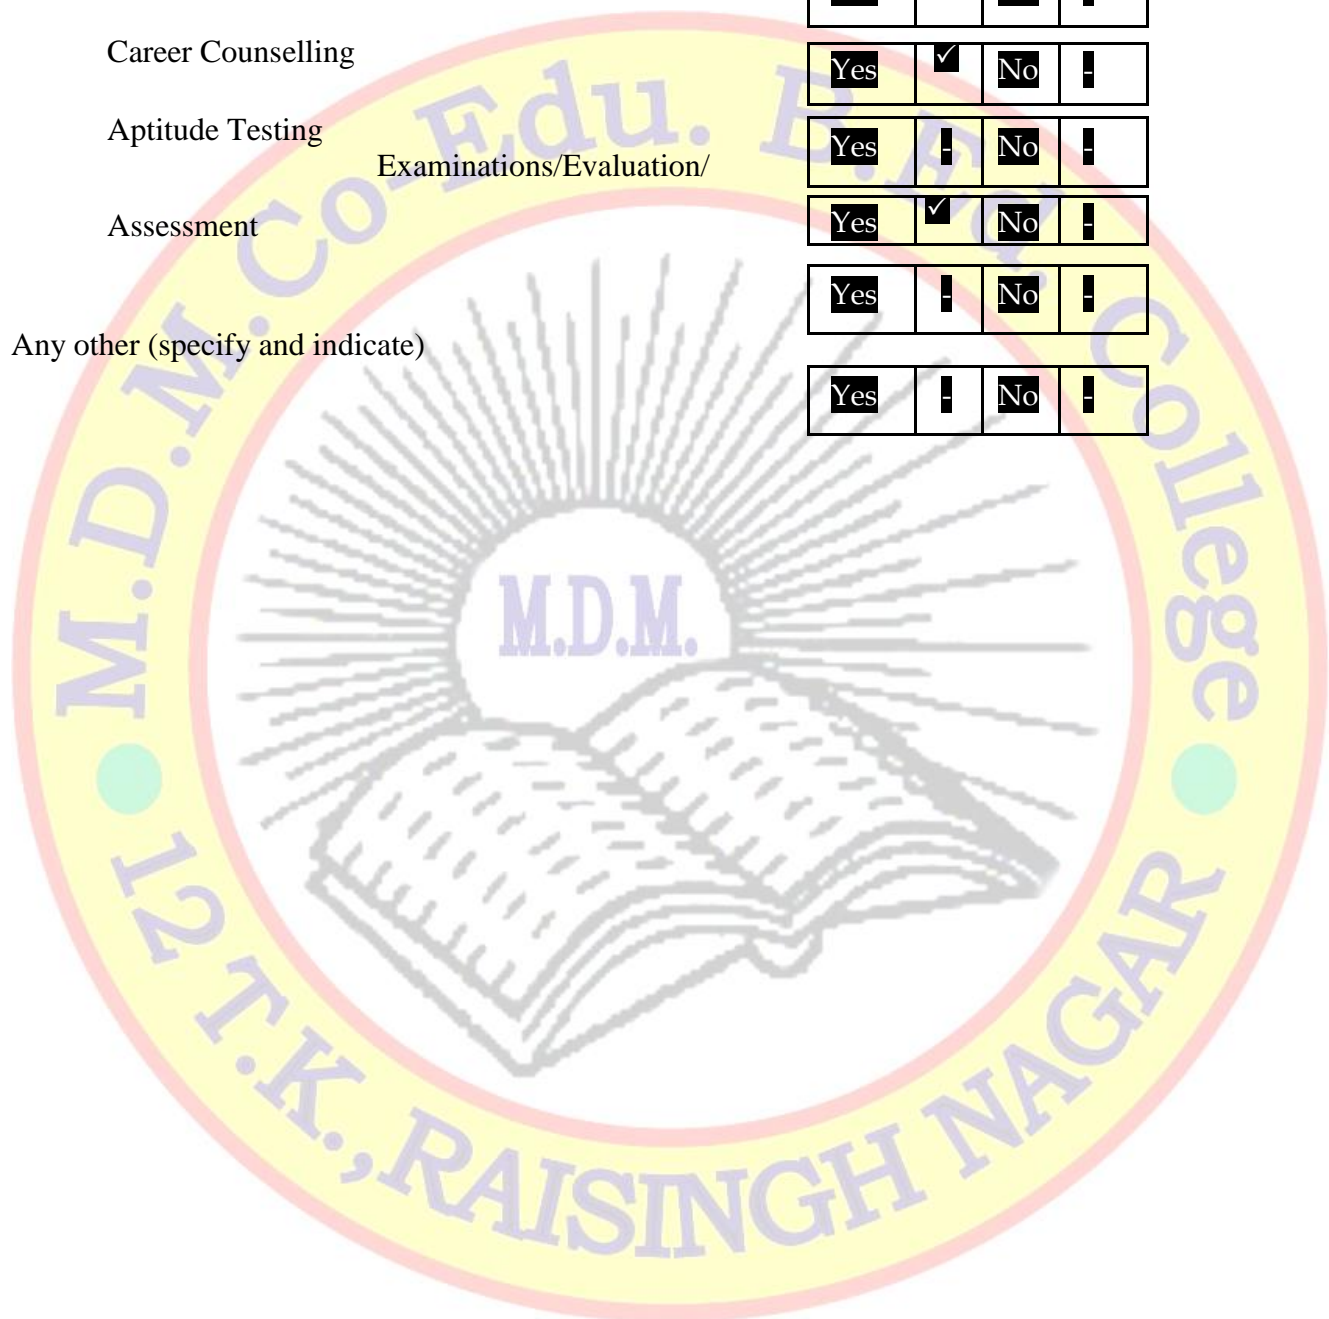 Career Counselling
Yes ✓ No -
Aptitude Testing
Yes - No -
Examinations/Evaluation/
Assessment
Yes ✓ No -
Yes - No -
Any other (specify and indicate)
Yes - No -
M.D.M. Co-Edu. B.Ed. College
M.D.M.
12 T.K., RAISINGH NAGAR